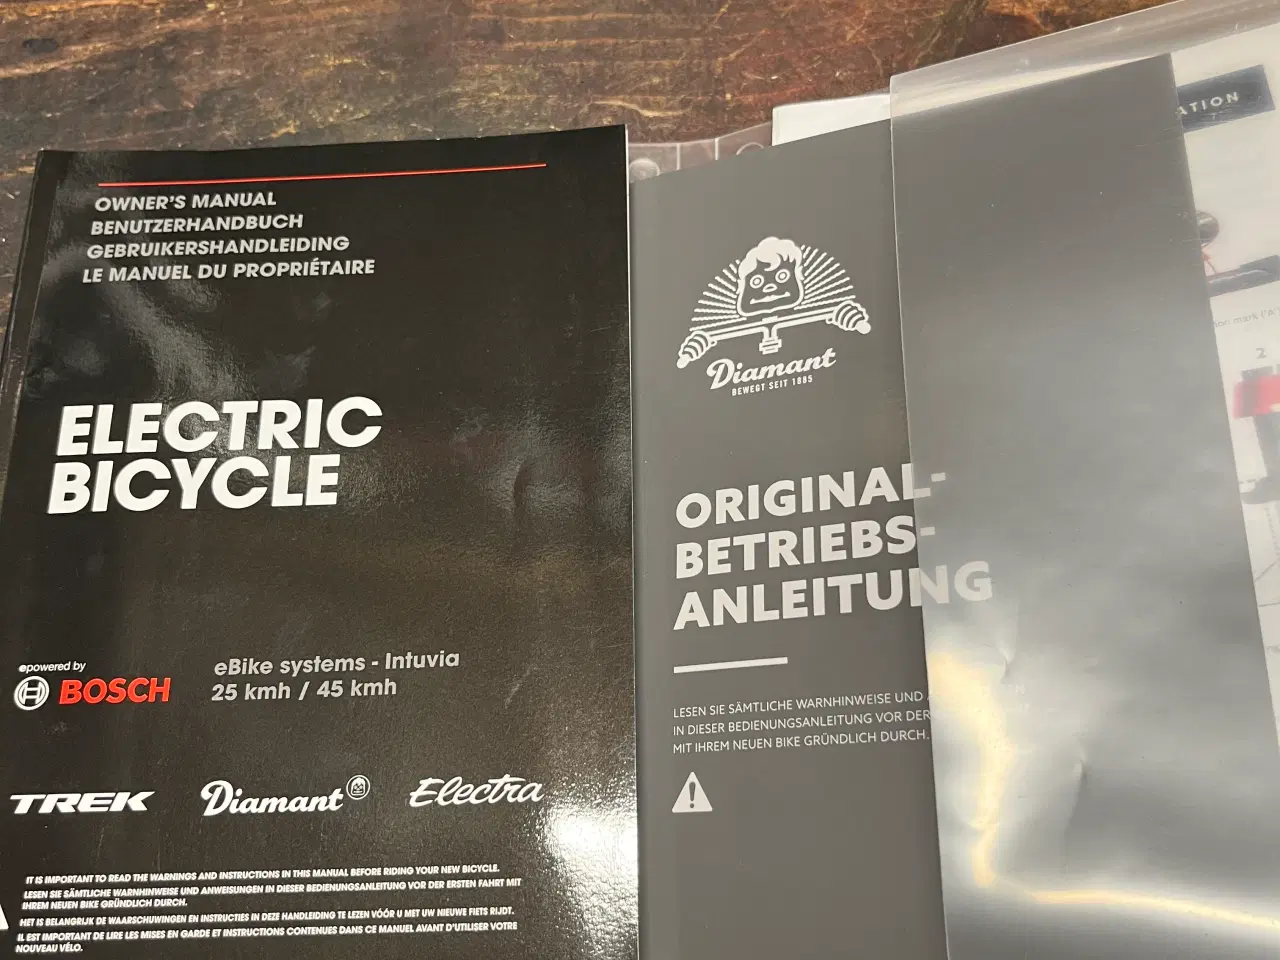 OWNER'S MANUAL
BENUTZERHANDBUCH
GEBRUIKERSHANDLEIDING
LE MANUEL DU PROPRIÉTAIRE
ELECTRIC
BICYCLE
epowered by
BOSCH
eBike systems - Intuvia
25 kmh / 45 kmh
TREK
Diamant
Electra
IT IS IMPORTANT TO READ THE WARNINGS AND INSTRUCTIONS IN THIS MANUAL BEFORE RIDING YOUR NEW BICYCLE.
LESEN SIE SÄMTLICHE WARNHINWEISE UND ANWEISUNGEN IN DIESER BEDIENUNGSANLEITUNG VOR DER ERSTEN FAHRT MIT
IHREM NEUEN BIKE GRÜNDLICH DURCH.
HET IS BELANGRIJK DE WAARSCHUWINGEN EN INSTRUCTIES IN DEZE HANDLEIDING TE LEZEN VÓÓR U MET UW NIEUWE FIETS RIJDT.
IL EST IMPORTANT DE LIRE LES MISES EN GARDE ET INSTRUCTIONS CONTENUES DANS CE MANUEL AVANT D'UTILISER VOTRE
NOUVEAU VÉLO.
Diamant
BEWEGT SEIT 1885
ORIGINAL-
BETRIEBS-
ANLEITUNG
LESEN SIE SÄMTLICHE WARNHINWEISE UND
IN DIESER BEDIENUNGSANLEITUNG VOR DER
MIT IHREM NEUEN BIKE GRÜNDLICH DURCH.
ATION
mark
2